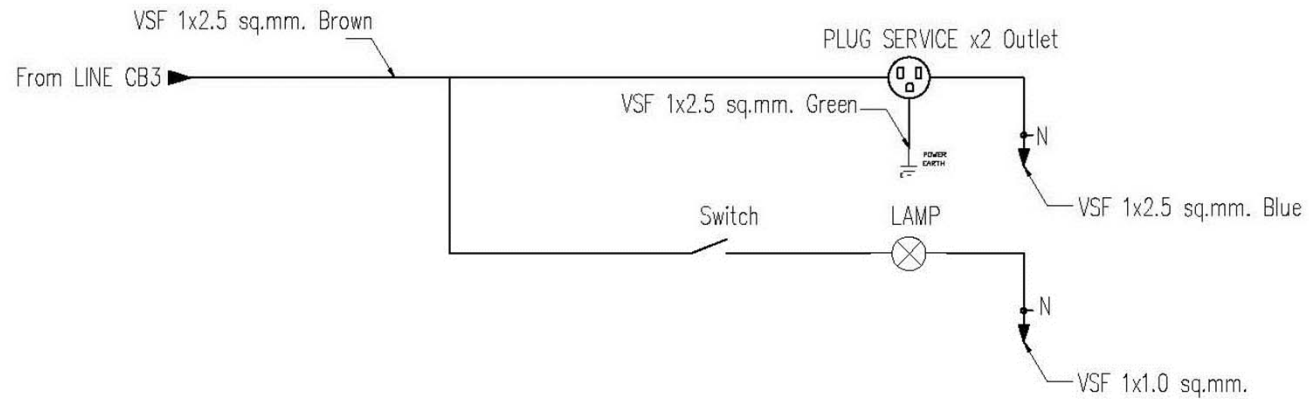 VSF 1x2.5 sq.mm. Brown
PLUG SERVICE x2 Outlet
From LINE CB3
VSF 1x2.5 sq.mm. Green
N
POWER
EARTH
VSF 1x2.5 sq.mm. Blue
Switch
LAMP
N
VSF 1x1.0 sq.mm.